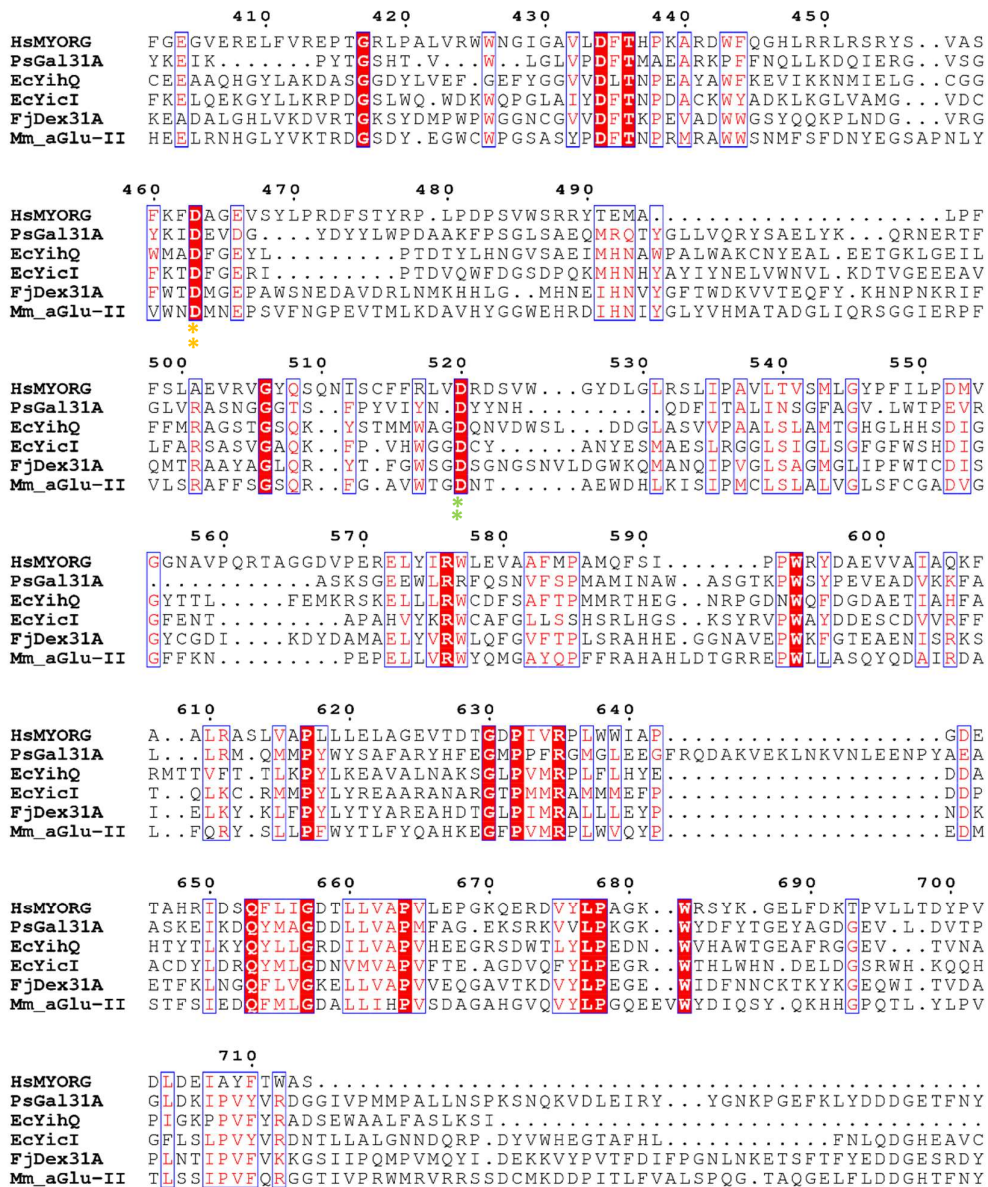 410 420 430 440 450
HsMYORG FGEGVERELFVREPTGRLPALVRWWNGIGAVLDFTHPKARDWFQGHLRRLRSRYS..VAS
PsGal31A YKEIK.....PYTGSHT.V...W..LGLVPDFTMAEARKPFFNQLLKDQIERG..VSG
EcYihQ CEEAAQHGYLAKDASGGDYLVEF.GEFYGGVVDLTNPEAYAWFKEVIKKNMIELG..CGG
EcYicI FKELQEKGYLLKRPDGSLWQ.WDKWQPGLAIYDFTNPDACKWYADKLKGLVAMG..VDC
FjDex31A KEADALGHLVKDVRTGKSYDMPWPWGGNCGVVDFTKPEVADWWGSYQQKPLNDG..VRG
Mm_aGlu-II HEELRNHGLYVKTRDGSDY.EGWCWPGSASYPDFTNPRMRAWWSNMFSFDNYEGSAPNLY
460 470 480 490
HsMYORG FKFDAGEVSYLPRDFSTYRP.LPDPSVWSRRYTEMA....................LPF
PsGal31A YKIDEVDG....YDYYLWPDAAKFPSGLSAEQMRQTYGLLVQRYSAELYK...QRNERTF
EcYihQ WMADFGEYL.........PTDTYLHNGVSAEIMHNAWPALWAKCNYEAL.EETGKLGEIL
EcYicI FKTDFGERI.........PTDVQWFDGSDPQKMHNHYAYIYNELVWNVL.KDTVGEEEAV
FjDex31A FWTDMGEPAWSNEDAVDRLNMKHHLG..MHNEIHNVYGFTWDKVVTEQFY.KHNPNKRIF
Mm_aGlu-II VWNDMNEPSVFNGPEVTMLKDAVHYGGWEHRDIHNIYGLYVHMATADGLIQRSGGIERPF
*
*
500 510 520 530 540 550
HsMYORG FSLAEVRVGYQSQNISCFFRLVDRDSVW...GYDLGLRSLIPAVLTVSMLGYPFILPDMV
PsGal31A GLVRASNGGGTS..FPYVIYN.DYYNH..........QDFITALINSGFAGV.LWTPEVR
EcYihQ FFMRAGSTGSQK..YSTMMWAGDQNVDWSL...DDGLASVVPAALSLAMTGHGLHHSDIG
EcYicI LFARSASVGAQK..FP.VHWGGDCY.....ANYESMAESLRGGLSIGLSGFGFWSHDIG
FjDex31A QMTRAAYAGLQR..YT.FGWSGDSGNGSNVLDGWKQMANQIPVGLSAGMGLIPFWTCDIS
Mm_aGlu-II VLSRAFFSGSQR..FG.AVWTGDNT......AEWDHLKISIPMCLSLALVGLSFCGADVG
*
*
560 570 580 590 600
HsMYORG GGNAVPQRTAGGDVPERELYIRWLEVAAFMPAMQFSI.......PPWRYDAEVVAIAQKF
PsGal31A .............ASKSGEEWLRRFQSNVFSPMAMINAW...ASGTKPWSYPEVEADVKKFA
EcYihQ GYTTL......FEMKRSKELLLRWCDFSAFTPMMRTHEG..NRPGDNWQFDGDAETIAHFA
EcYicI GFENT.........APAHVYKRWCAFGLLSSHSRLHGS..KSYRVPWAYDDESCDVVRFF
FjDex31A GYCGDI....KDYDAMAELYVRWLQFGVFTPLSRAHHE.GGNAVEPWKFGTEAENISRKS
Mm_aGlu-II GFFKN.........PEPELLVRWYQMGAYQPFFRAHAHLDTGRREPWLLASQYQDAIRDA
610 620 630 640
HsMYORG A..ALRASLVAPLLLELAGEVTDTGDPIVRPLWWIAP......................GDE
PsGal31A L...LRM.QMMPYWYSAFARYHFEGMPPFRGMGLEEGFRQDAKVEKLNKVNLEENPYAEA
EcYihQ RMTTVFT.TLKPYLKEAVALNAKSGLPVMRPLFLHYE......................DDA
EcYicI T..QLKC.RMMPYLYREAARANARGTPMMRAMMMEFP......................DDP
FjDex31A I..ELKY.KLFPYLYTYAREAHDTGLPIMRALLLEYP......................NDK
Mm_aGlu-II L..FQRY.SLLPFWYTLFYQAHKEGFPVMRPLWVQYP......................EDM
650 660 670 680 690 700
HsMYORG TAHRIDSQFLIGDTLLVAPVLEPGKQERDVYLPAGK..WRSYK.GELFDKTPVLLTDYPV
PsGal31A ASKEIKDQYMAGDDLLVAPMFAG.EKSRKVVLPKGK..WYDFYTGEYAGDGEV.L.DVTP
EcYihQ HTYTLKYQYLLGRDILVAPVHEEGRSDWTLYLPEDN..WVHAWTGEAFRGGEV...TVNA
EcYicI ACDYLDRQYMLGDNVMVAPVFTE.AGDVQFYLPEGR..WTHLWHN.DELDGSRWH.KQQH
FjDex31A ETFKLNGQFLVGKELLVAPVVEQGAVTKDVYLPEGE..WIDFNNCKTKYKGEQWI.TVDA
Mm_aGlu-II STFSIEDQFMLGDALLIHPVSDAGAHGVQVYLPGQEEVWYDIQSY.QKHHGPQTL.YLPV
710
HsMYORG DLDEIAYFTWAS................................................
PsGal31A GLDKIPVYVRDGGIVPMMPALLNSPKSNQKVDLEIRY...YGNKPGEFKLYDDDGETFNY
EcYihQ PIGKPPVFYRADSEWAALFASLKSI...................................
EcYicI GFLSLPVYVRDNTLLALGNNDQRP.DYVWHEGTAFHL............FNLQDGHEAVC
FjDex31A PLNTIPVFVKKGSIIPQMPVMQYI.DEKKVYPVTFDIFPGNLNKETSFTFYEDDGESRDY
Mm_aGlu-II TLSSIPVFQRGGTIVPRWMRVRRSSDCMKDDPITLFVALSPQG.TAQGELFLDDGHTFNY